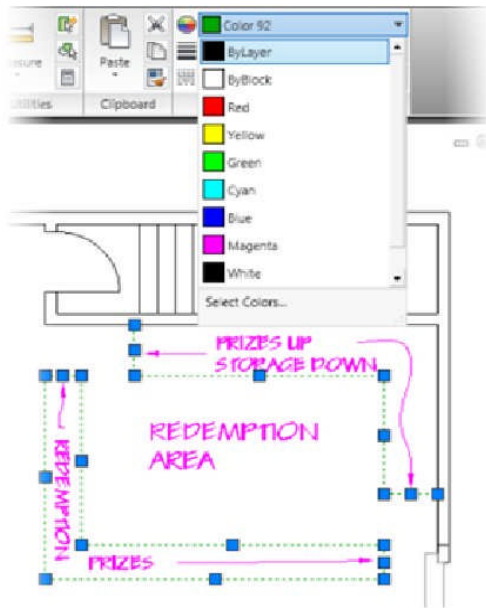 Color 92
ByLayer
Paste
ByBlock
Clipboard
Red
Yellow
Green
Cyan
Blue
Magenta
White
Select Colors...
PRIZES UP
STORAGE DOWN
REDEMPTION
AREA
REDEMPTION
PRIZES